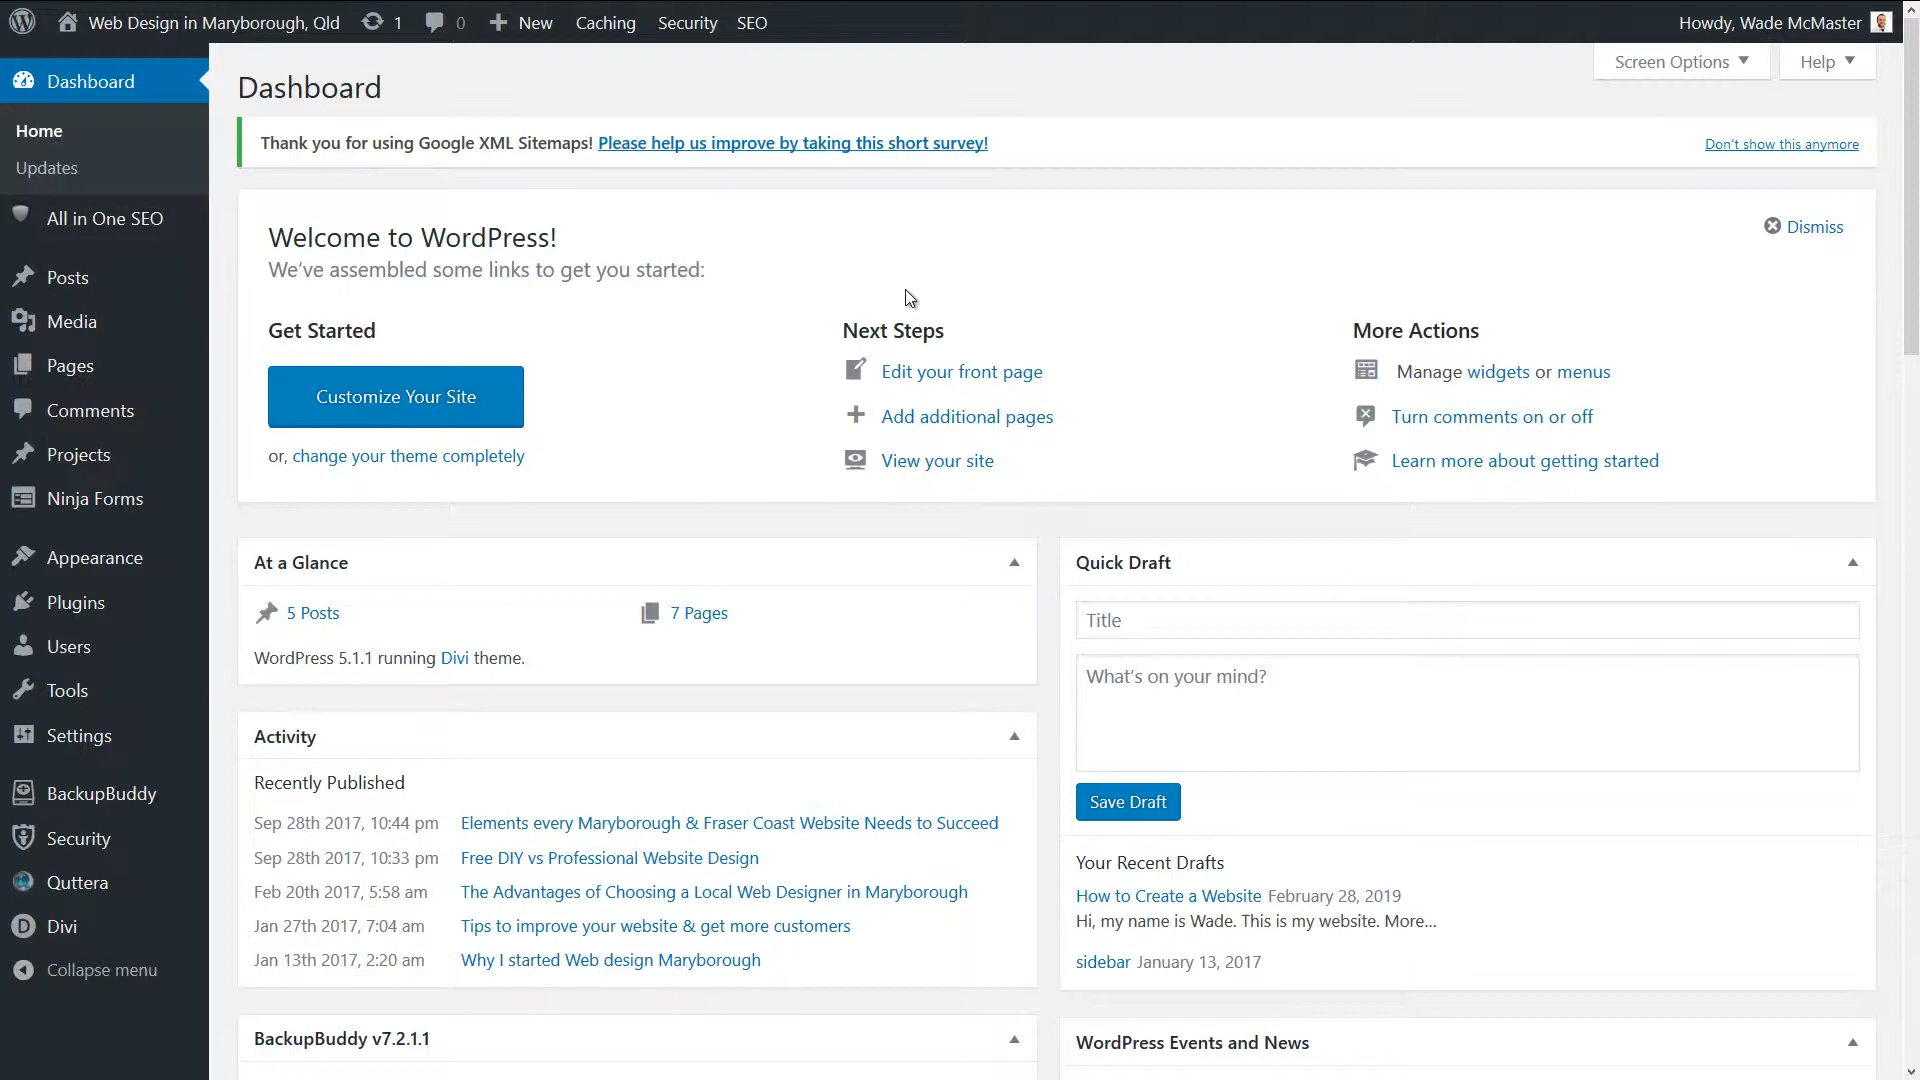 Web Design in Maryborough, Qld 1 0 New Caching Security SEO Howdy, Wade McMaster
Screen Options Help
Dashboard
Home
Updates
All in One SEO
Posts
Media
Pages
Comments
Projects
Ninja Forms
Appearance
Plugins
Users
Tools
Settings
BackupBuddy
Security
Quttera
Divi
Collapse menu
Dashboard
Thank you for using Google XML Sitemaps! Please help us improve by taking this short survey! Don't show this anymore
Welcome to WordPress!
Dismiss
We've assembled some links to get you started:
Get Started
Customize Your Site
or, change your theme completely
Next Steps
Edit your front page
Add additional pages
View your site
More Actions
Manage widgets or menus
Turn comments on or off
Learn more about getting started
At a Glance
5 Posts 7 Pages
WordPress 5.1.1 running Divi theme.
Activity
Recently Published
Sep 28th 2017, 10:44 pm Elements every Maryborough & Fraser Coast Website Needs to Succeed
Sep 28th 2017, 10:33 pm Free DIY vs Professional Website Design
Feb 20th 2017, 5:58 am The Advantages of Choosing a Local Web Designer in Maryborough
Jan 27th 2017, 7:04 am Tips to improve your website & get more customers
Jan 13th 2017, 2:20 am Why I started Web design Maryborough
BackupBuddy v7.2.1.1
Quick Draft
Title
What's on your mind?
Save Draft
Your Recent Drafts
How to Create a Website February 28, 2019
Hi, my name is Wade. This is my website. More...
sidebar January 13, 2017
WordPress Events and News